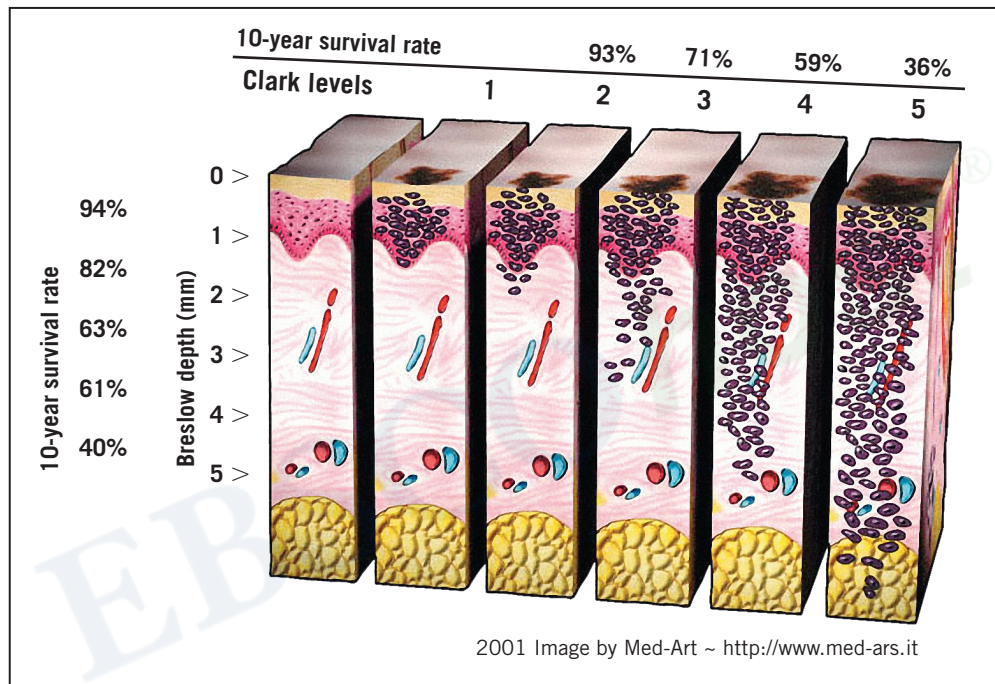 10-year survival rate 93% 71% 59% 36%
Clark levels 1 2 3 4 5
0 >
94%
1 >
82%
2 >
63%
3 >
61%
4 >
40%
5 >
10-year survival rate
Breslow depth (mm)
®
2001 Image by Med-Art ~ http://www.med-ars.it